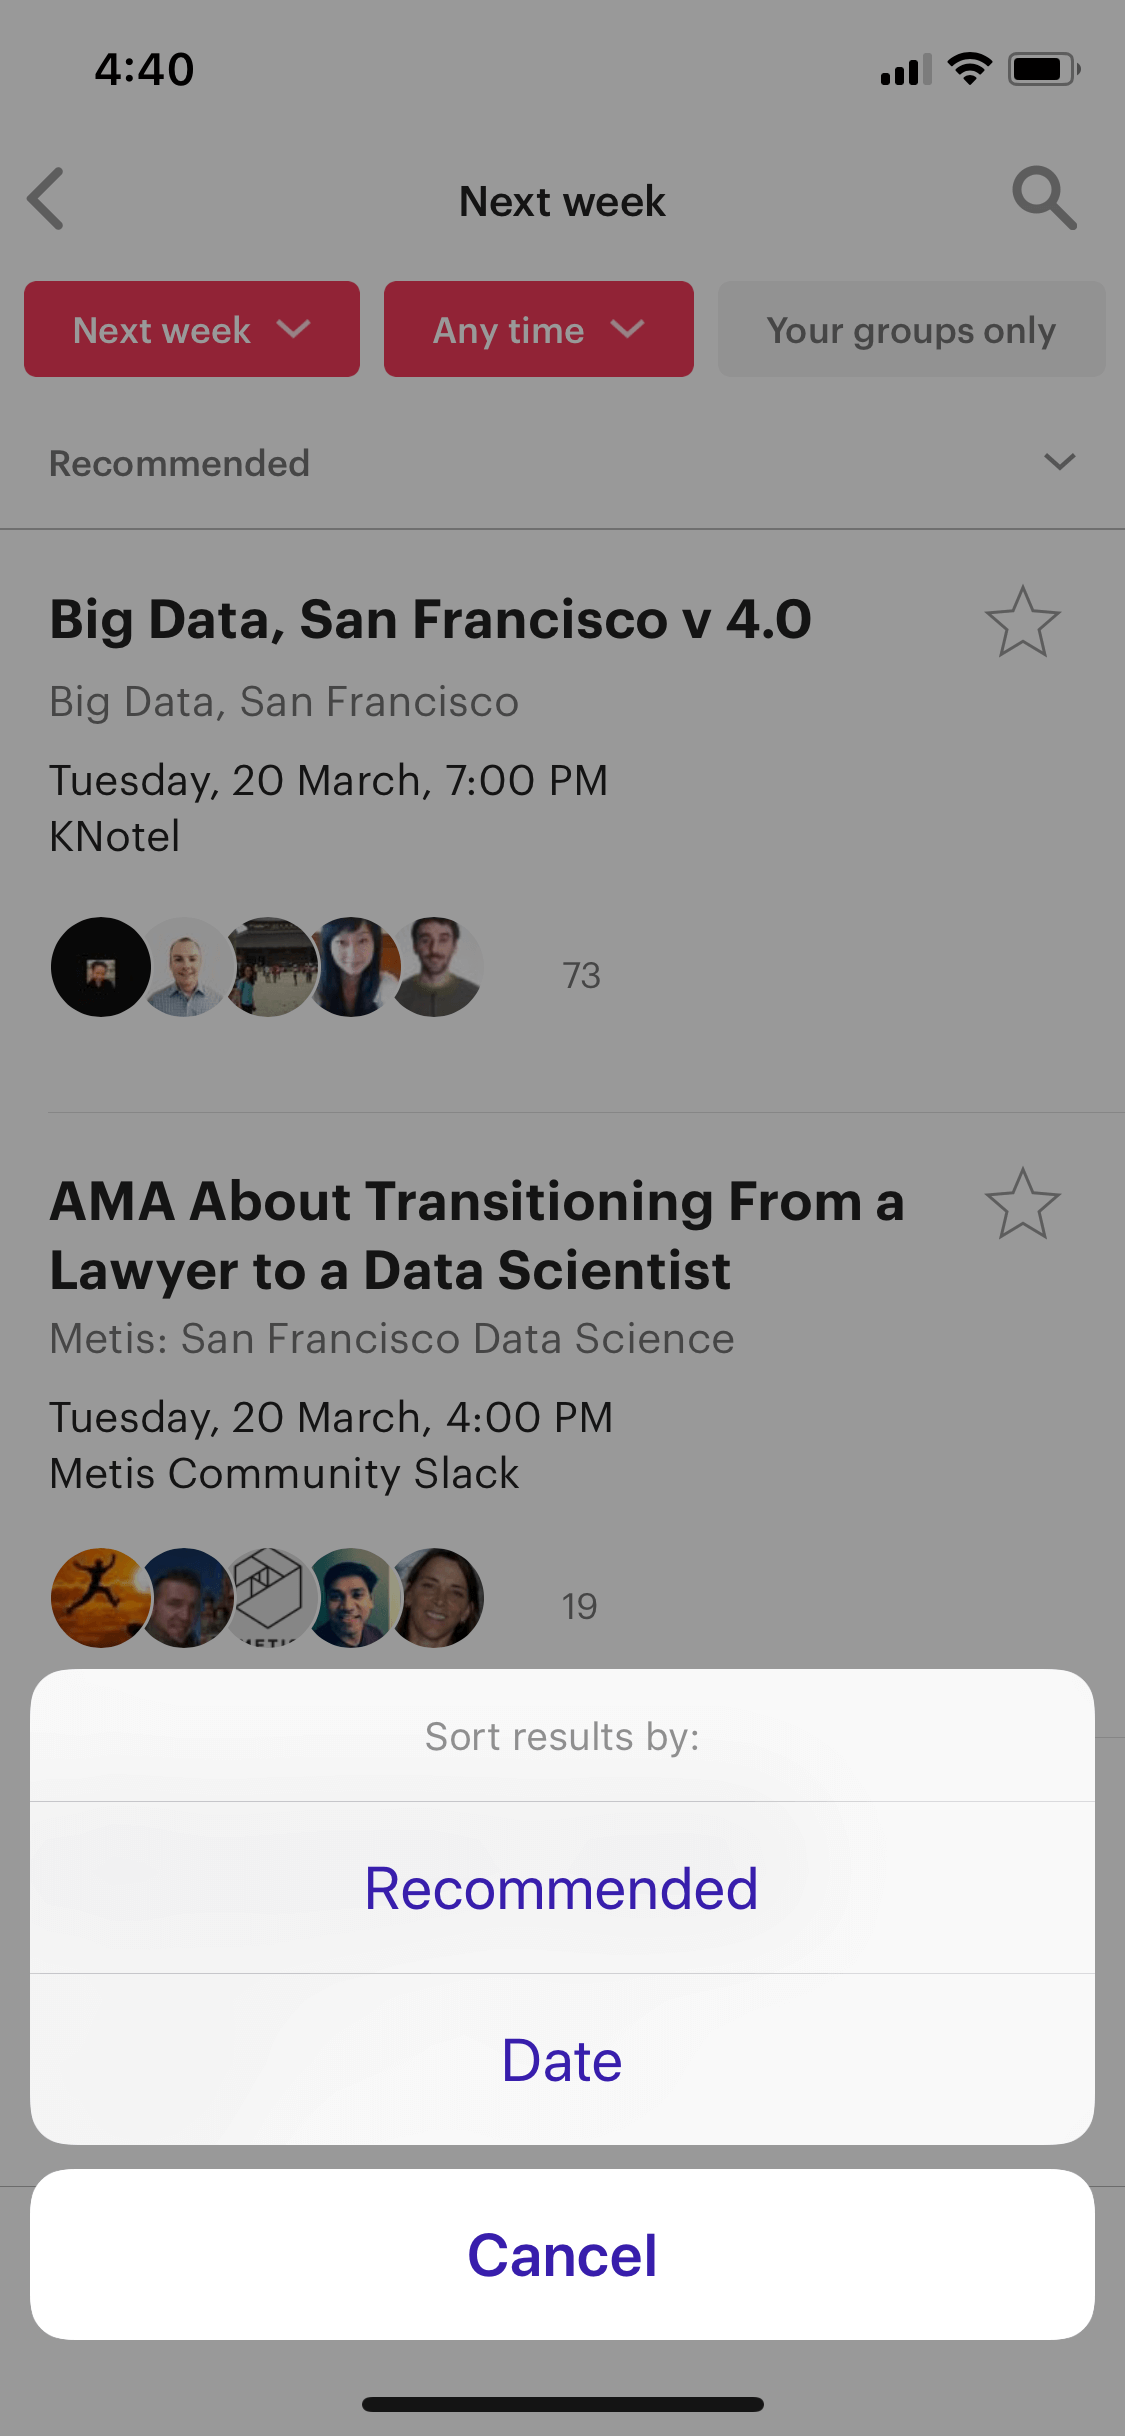 4:40
Next week
Next week
Any time
Your groups only
Recommended
Big Data, San Francisco v 4.0
Big Data, San Francisco
Tuesday, 20 March, 7:00 PM
KNotel
73
AMA About Transitioning From a
Lawyer to a Data Scientist
Metis: San Francisco Data Science
Tuesday, 20 March, 4:00 PM
Metis Community Slack
METIS
19
Sort results by:
Recommended
Date
Cancel